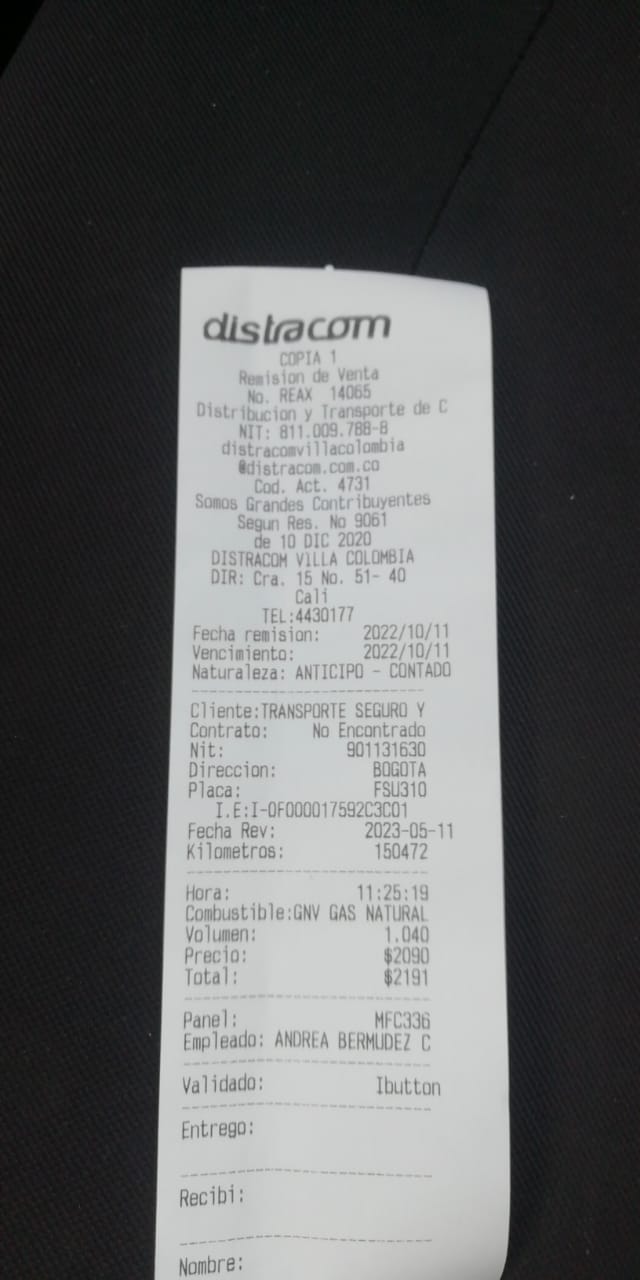 distracom
COPIA 1
Remision de Venta
No. REAX 14065
Distribucion y Transporte de C
NIT: 811.009.788-8
distracomvillacolombia
@distracom.com.co
Cod. Act. 4731
Somos Grandes Contribuyentes
Segun Res. No 9061
de 10 DIC 2020
DISTRACOM VILLA COLOMBIA
DIR: Cra. 15 No. 51- 40
Cali
TEL:4430177
Fecha remision: 2022/10/11
Vencimiento: 2022/10/11
Naturaleza: ANTICIPO - CONTADO
Cliente:TRANSPORTE SEGURO Y
Contrato: No Encontrado
Nit: 901131630
Direccion: BOGOTA
Placa: FSU310
I.E:I-0F000017592C3C01
Fecha Rev: 2023-05-11
Kilometros: 150472
Hora: 11:25:19
Combustible:GNV GAS NATURAL
Volumen: 1.040
Precio: $2090
Total: $2191
Panel: MFC336
Empleado: ANDREA BERMUDEZ C
Validado: Ibutton
Entrego:
Recibi:
Nombre: